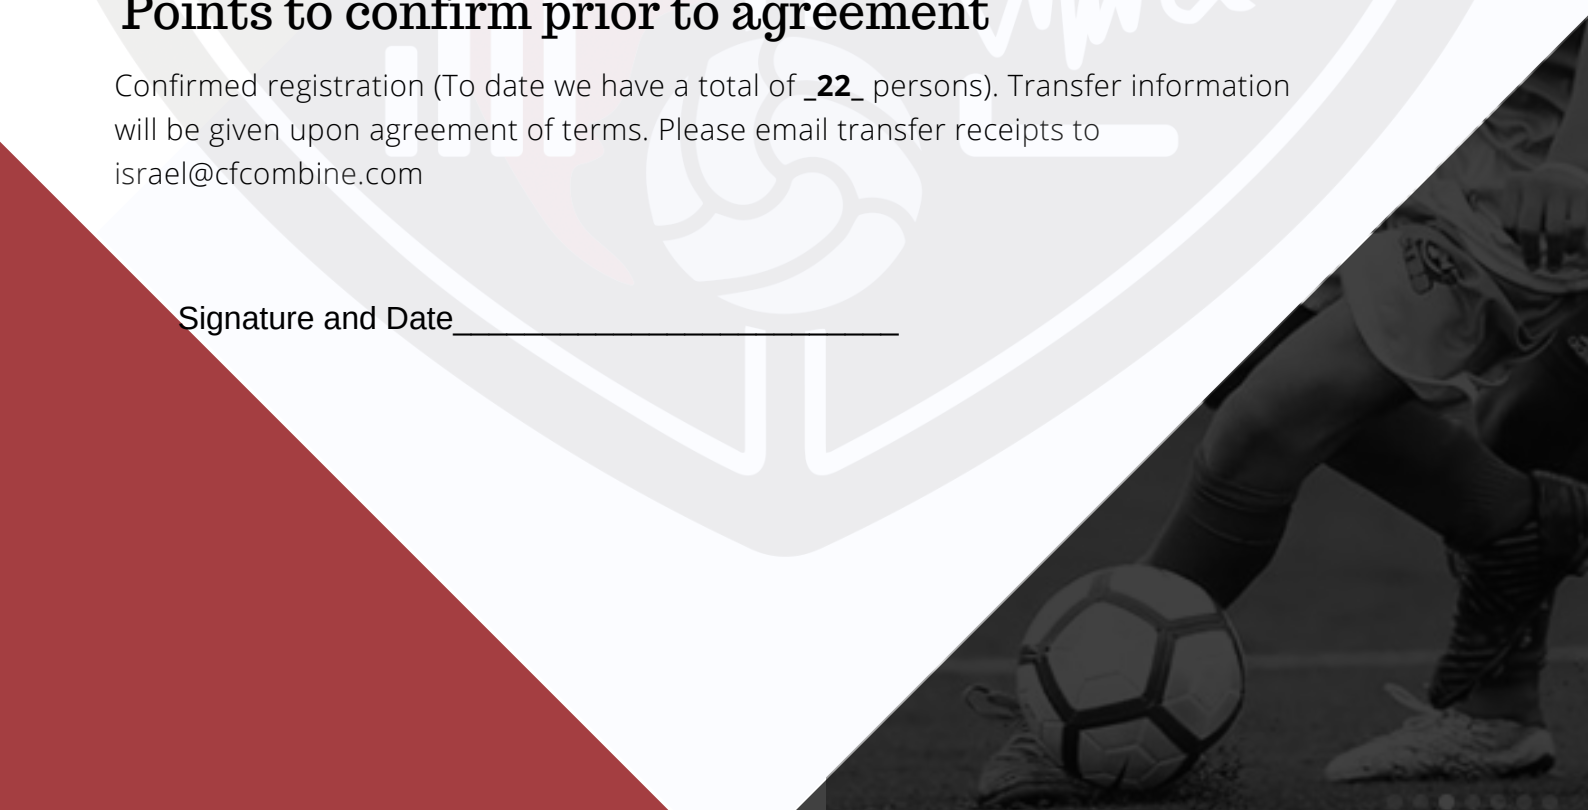 Points to confirm prior to agreement
Confirmed registration (To date we have a total of _22_ persons). Transfer information
will be given upon agreement of terms. Please email transfer receipts to
israel@cfcombine.com
Signature and Date_________________________